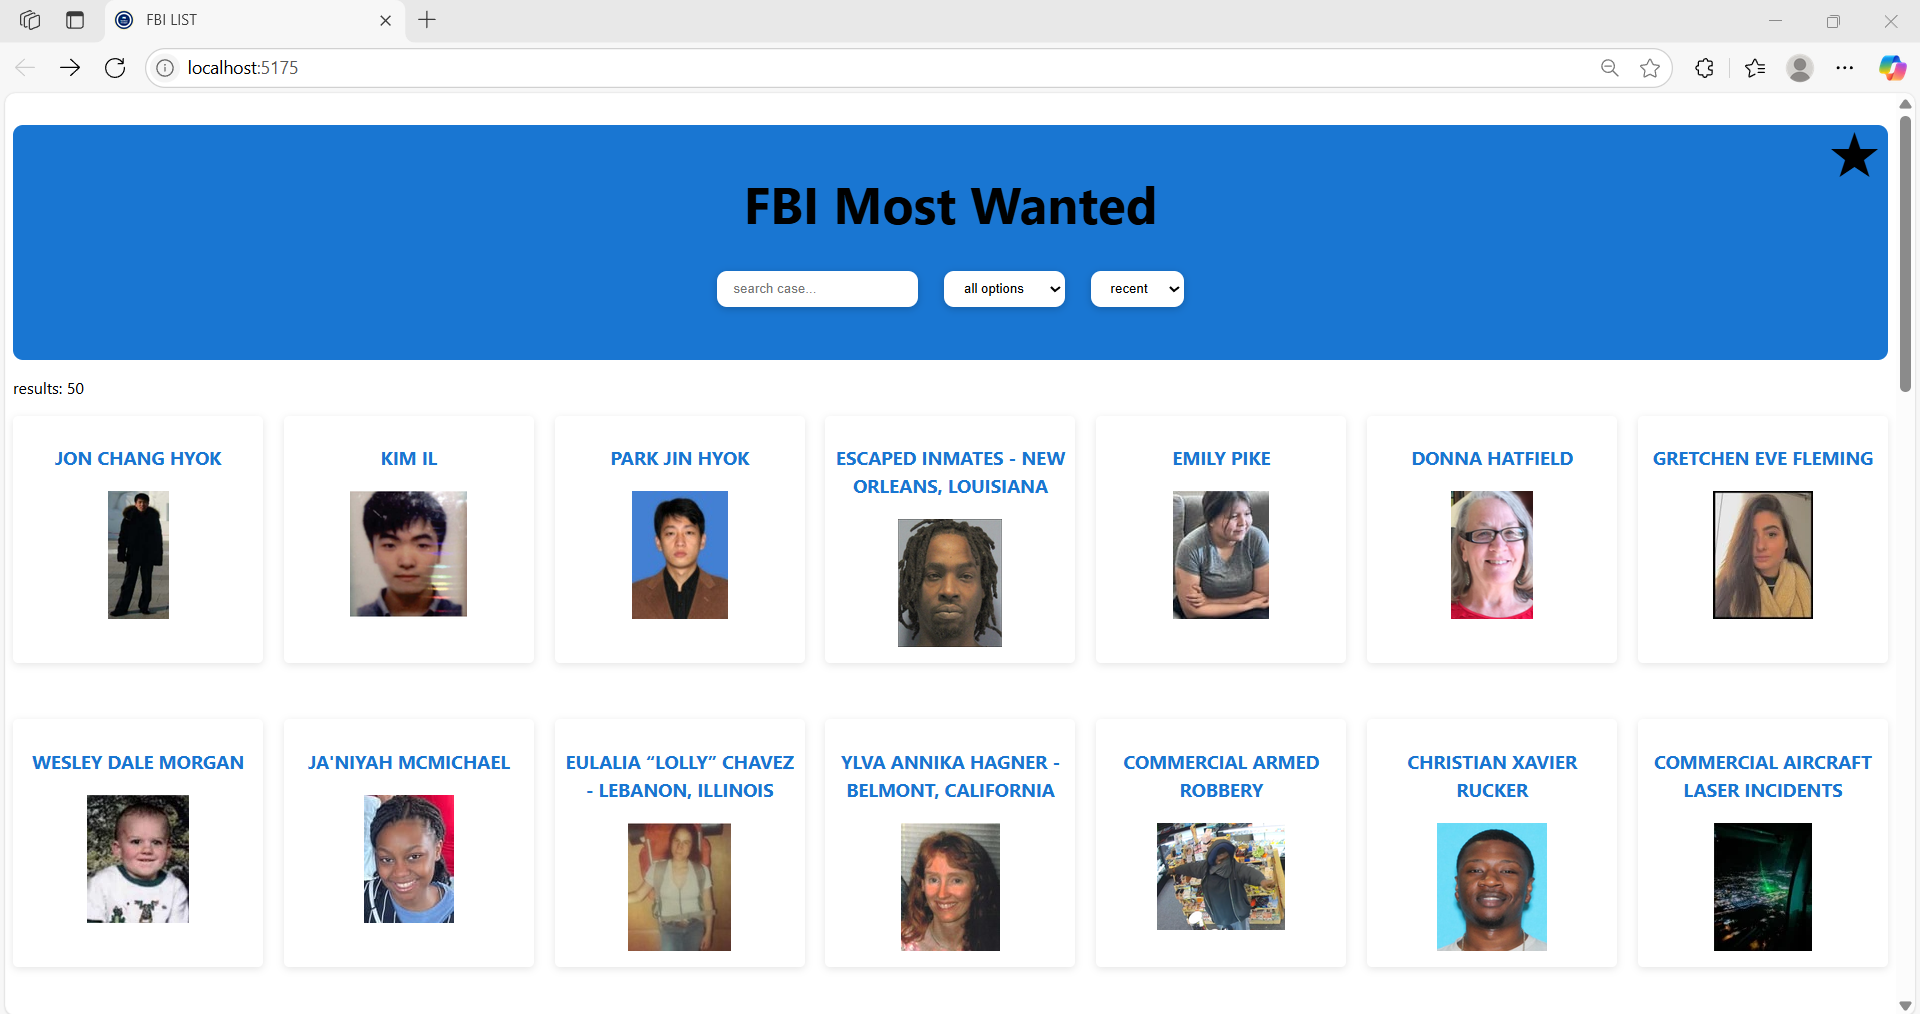 FBI LIST
localhost:5175
FBI Most Wanted
search case...
all options
recent
results: 50
JON CHANG HYOK
KIM IL
PARK JIN HYOK
ESCAPED INMATES - NEW
ORLEANS, LOUISIANA
EMILY PIKE
DONNA HATFIELD
GRETCHEN EVE FLEMING
WESLEY DALE MORGAN
JA'NIYAH MCMICHAEL
EULALIA “LOLLY” CHAVEZ
- LEBANON, ILLINOIS
YLVA ANNIKA HAGNER -
BELMONT, CALIFORNIA
COMMERCIAL ARMED
ROBBERY
CHRISTIAN XAVIER
RUCKER
COMMERCIAL AIRCRAFT
LASER INCIDENTS